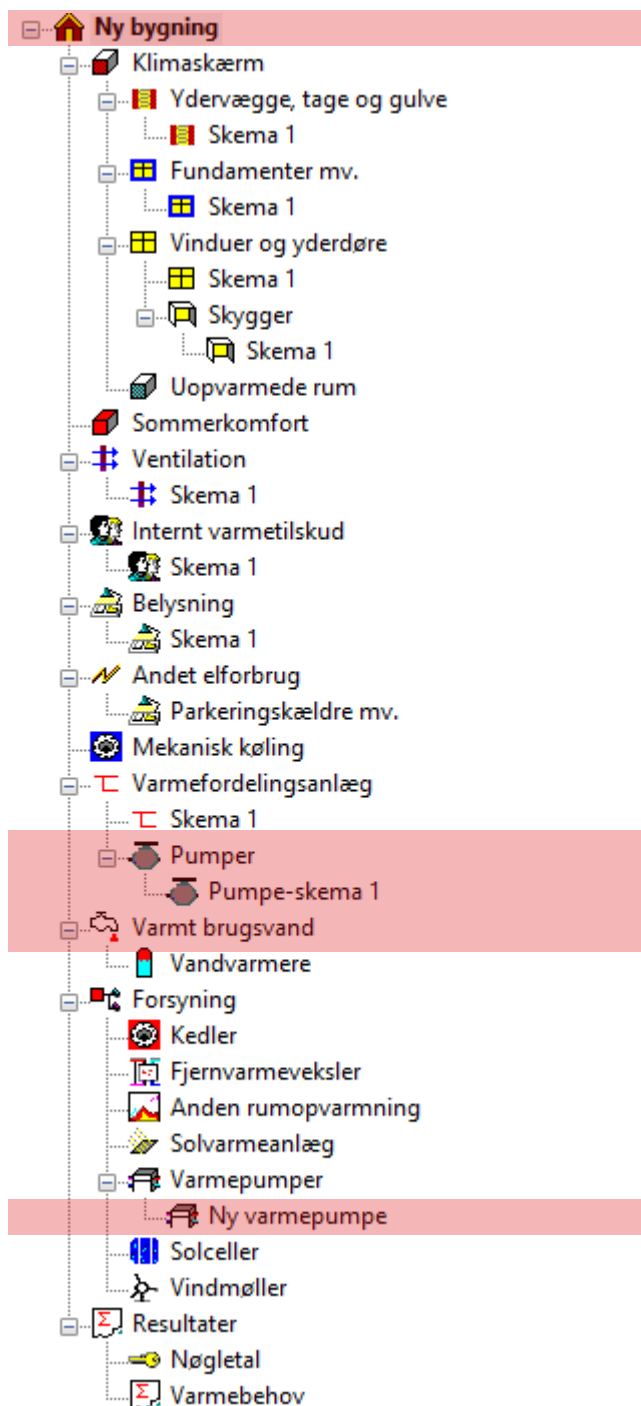 Ny bygning
Klimaskærm
Ydervægge, tage og gulve
Skema 1
Fundamenter mv.
Skema 1
Vinduer og yderdøre
Skema 1
Skygger
Skema 1
Uopvarmede rum
Sommerkomfort
Ventilation
Skema 1
Internt varmetilskud
Skema 1
Belysning
Skema 1
Andet elforbrug
Parkeringskældre mv.
Mekanisk køling
Varmefordelingsanlæg
Skema 1
Pumper
Pumpe-skema 1
Varmt brugsvand
Vandvarmere
Forsyning
Kedler
Fjernvarmeveksler
Anden rumopvarmning
Solvarmeanlæg
Varmepumper
Ny varmepumpe
Solceller
Vindmøller
Resultater
Nøgletal
Varmebehov